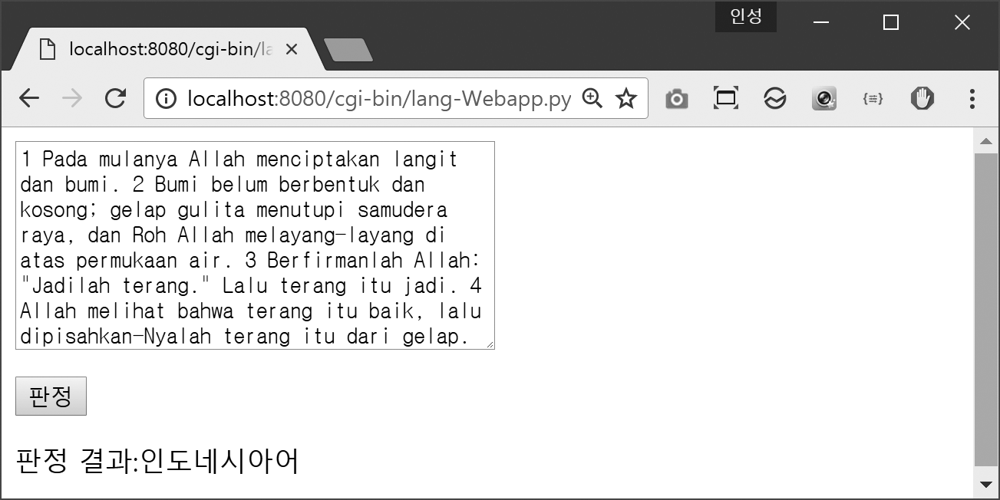 인성
localhost:8080/cgi-bin/la
localhost:8080/cgi-bin/lang-Webapp.py
1 Pada mulanya Allah menciptakan langit
dan bumi. 2 Bumi belum berbentuk dan
kosong; gelap gulita menutupi samudera
raya, dan Roh Allah melayang-layang di
atas permukaan air. 3 Berfirmanlah Allah:
"Jadilah terang." Lalu terang itu jadi. 4
Allah melihat bahwa terang itu baik, lalu
dipisahkan-Nyalah terang itu dari gelap.
판정
판정 결과:인도네시아어